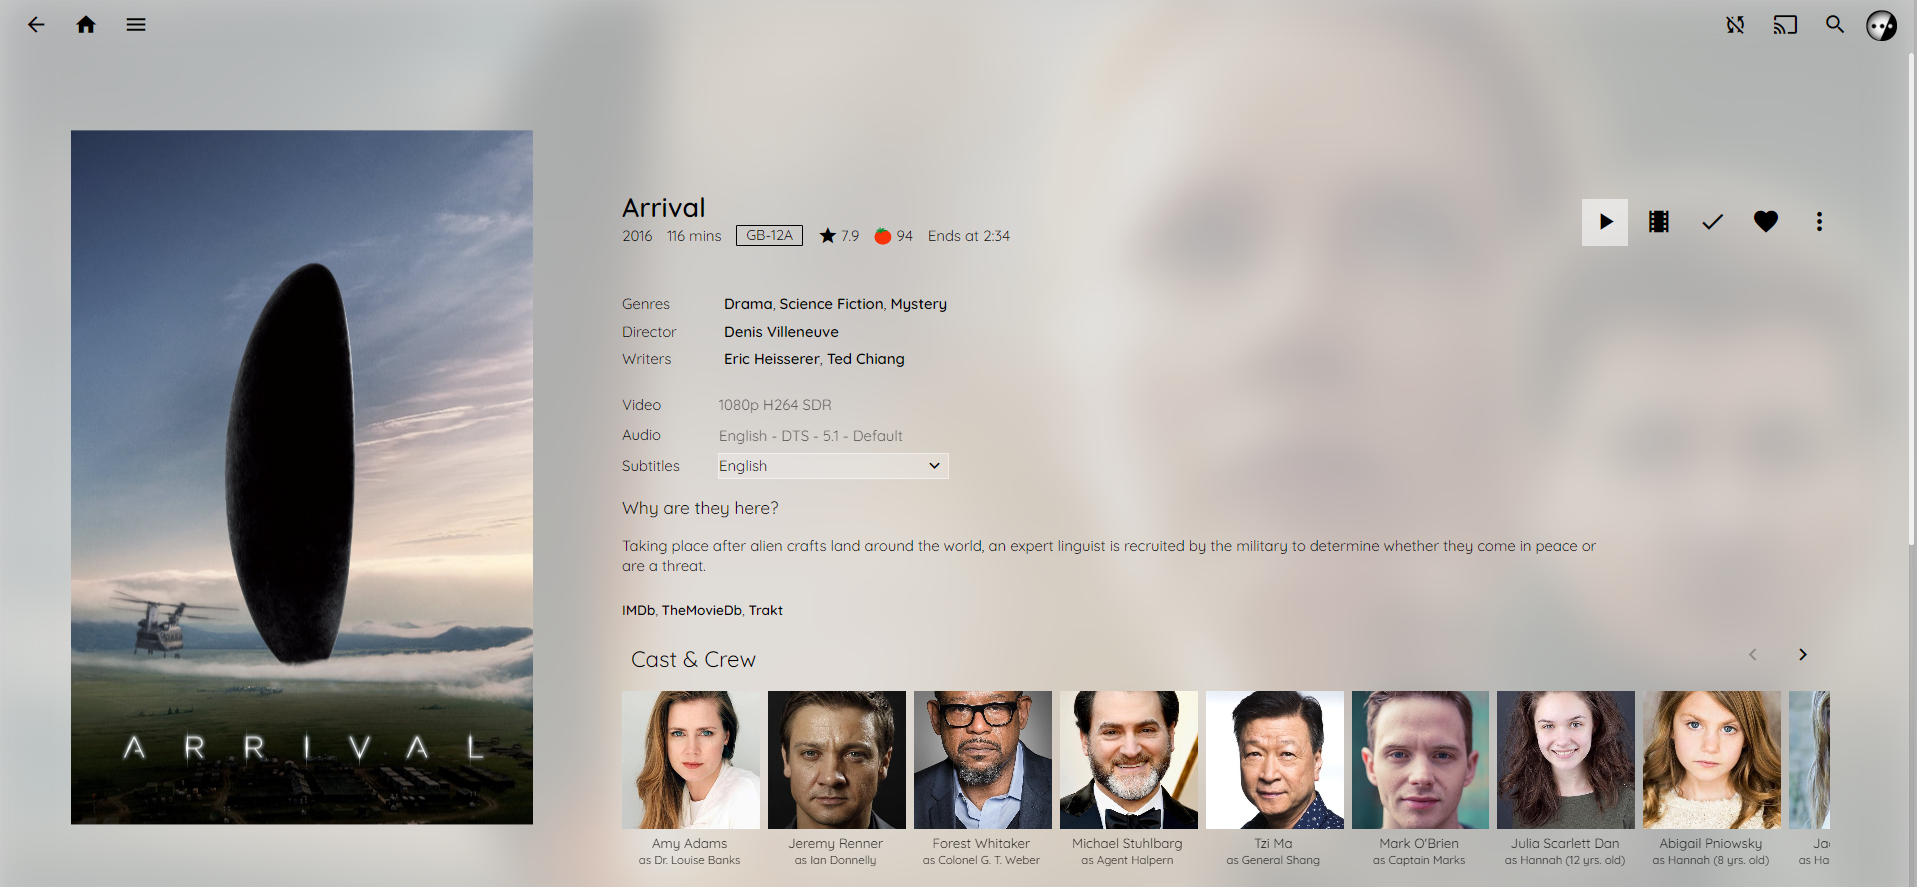 Arrival
2016 116 mins GB-12A 7.9 94 Ends at 2:34
Genres Drama, Science Fiction, Mystery
Director Denis Villeneuve
Writers Eric Heisserer, Ted Chiang
Video 1080p H264 SDR
Audio English - DTS - 5.1 - Default
Subtitles English
Why are they here?
Taking place after alien crafts land around the world, an expert linguist is recruited by the military to determine whether they come in peace or
are a threat.
IMDb, TheMovieDb, Trakt
Cast & Crew
ARRIVAL
Amy Adams
as Dr. Louise Banks
Jeremy Renner
as Ian Donnelly
Forest Whitaker
as Colonel G. T. Weber
Michael Stuhlbarg
as Agent Halpern
Tzi Ma
as General Shang
Mark O'Brien
as Captain Marks
Julia Scarlett Dan
as Hannah (12 yrs. old)
Abigail Pniowsky
as Hannah (8 yrs. old)
as